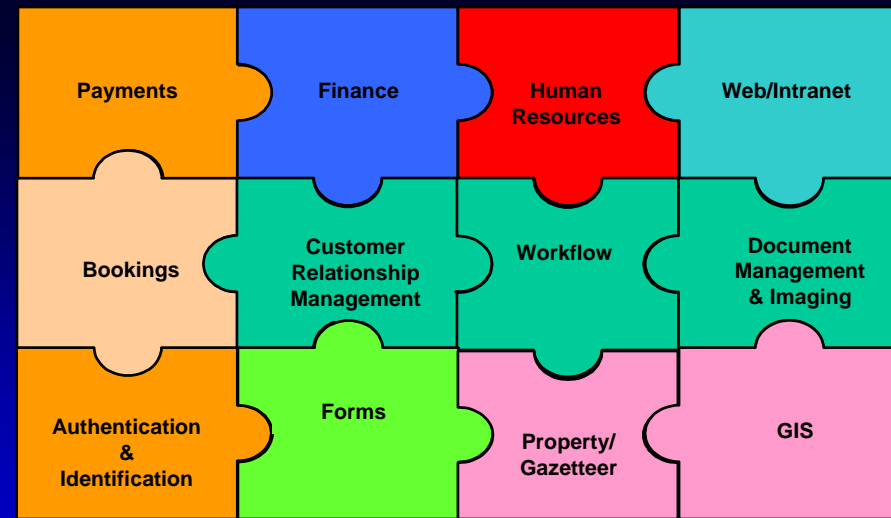 Payments
Finance
Human
Resources
Web/Intranet
Bookings
Customer
Relationship
Management
Workflow
Document
Management
& Imaging
Authentication
&
Identification
Forms
Property/
Gazetteer
GIS